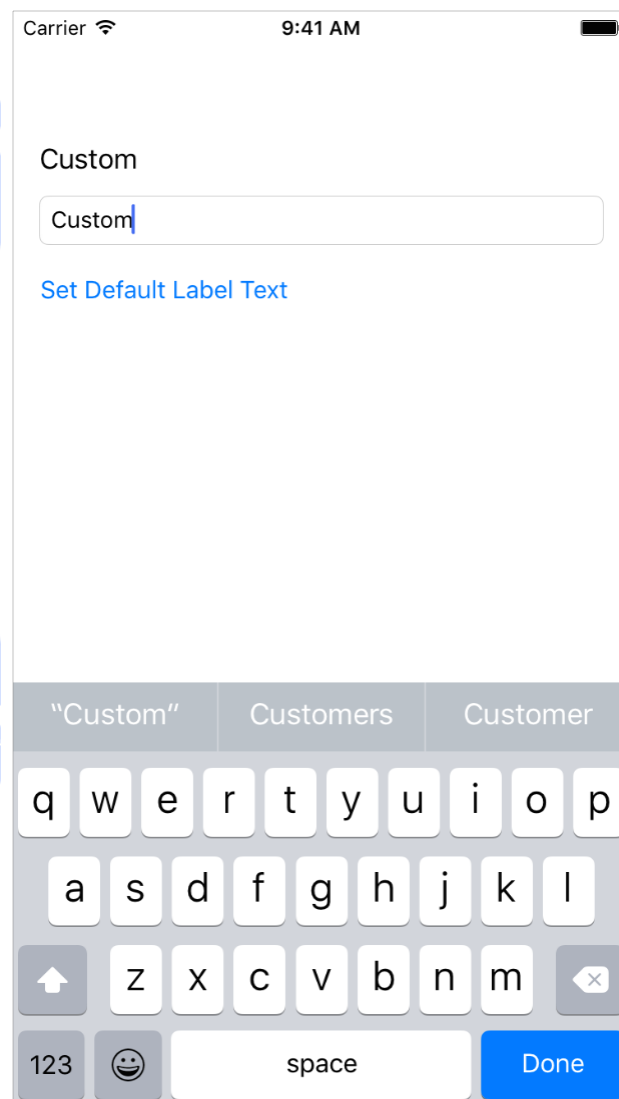 Carrier 9:41 AM
Custom
Custom
Set Default Label Text
“Custom” Customers Customer
q w e r t y u i o p
a s d f g h j k l
z x c v b n m
123 space Done